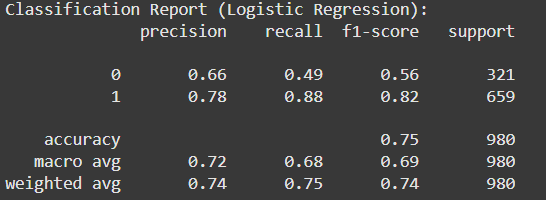 Classification Report (Logistic Regression):
precision recall f1-score support
0 0.66 0.49 0.56 321
1 0.78 0.88 0.82 659
accuracy 0.75 980
macro avg 0.72 0.68 0.69 980
weighted avg 0.74 0.75 0.74 980